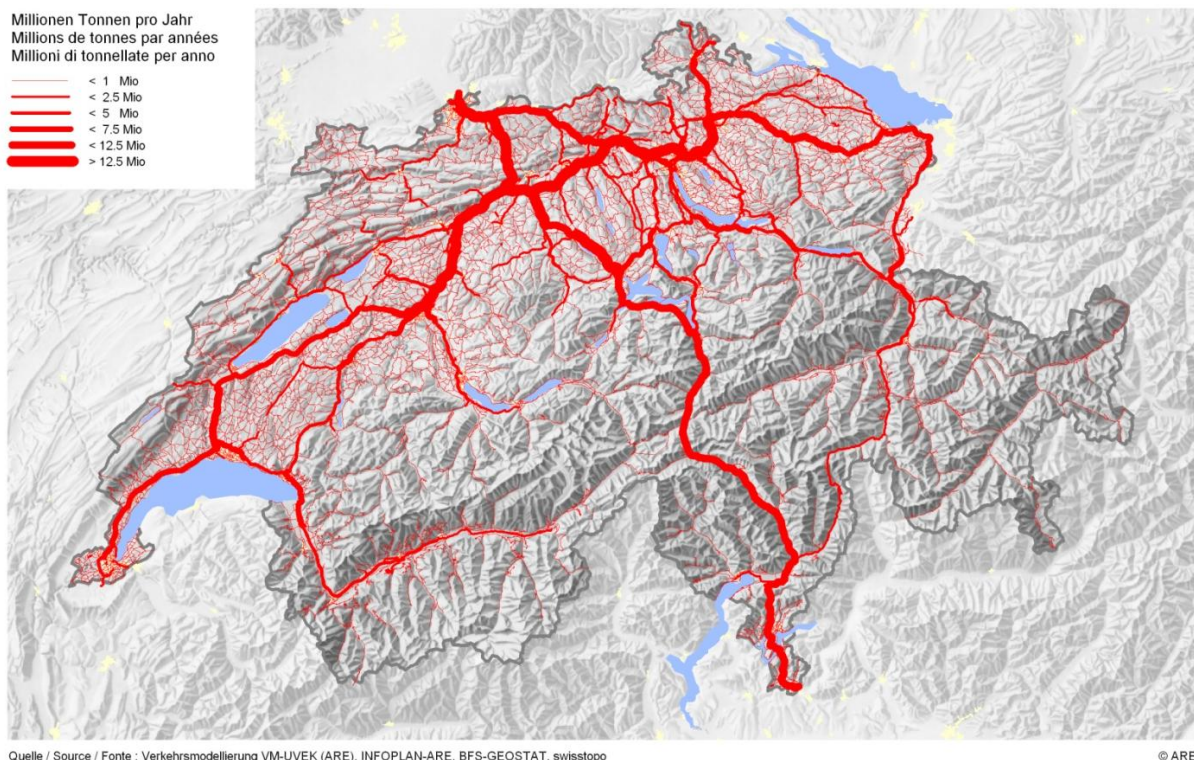 Millionen Tonnen pro Jahr
Millions de tonnes par années
Millioni di tonnellate per anno
< 1 Mio
< 2.5 Mio
< 5 Mio
< 7.5 Mio
< 12.5 Mio
> 12.5 Mio
Quelle / Source / Fonte : Verkehrsmodellierung VM-UVEK (ARE), INFOPLAN-ARE, BFS-GEOSTAT, swisstopo
© ARE